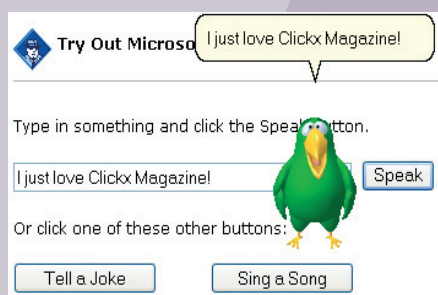 Try Out Microso
I just love Clickx Magazine!
Type in something and click the Speak button.
I just love Clickx Magazine!
Speak
Or click one of these other buttons:
Tell a Joke
Sing a Song